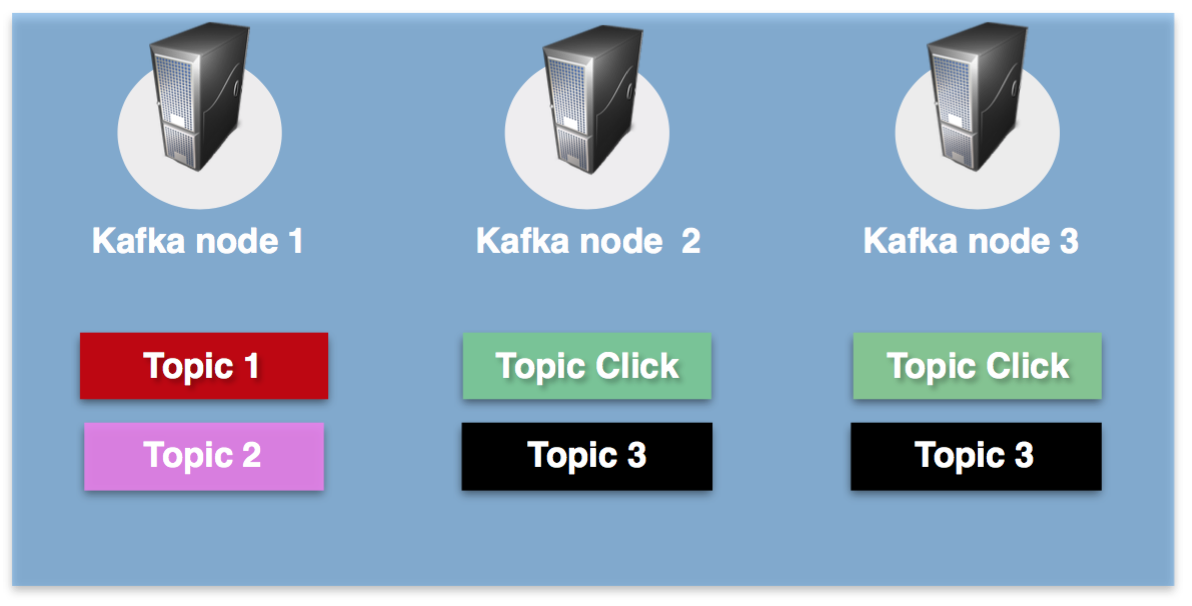 Kafka node 1
Kafka node  2
Kafka node 3
Topic 1
Topic Click
Topic Click
Topic 2
Topic 3
Topic 3